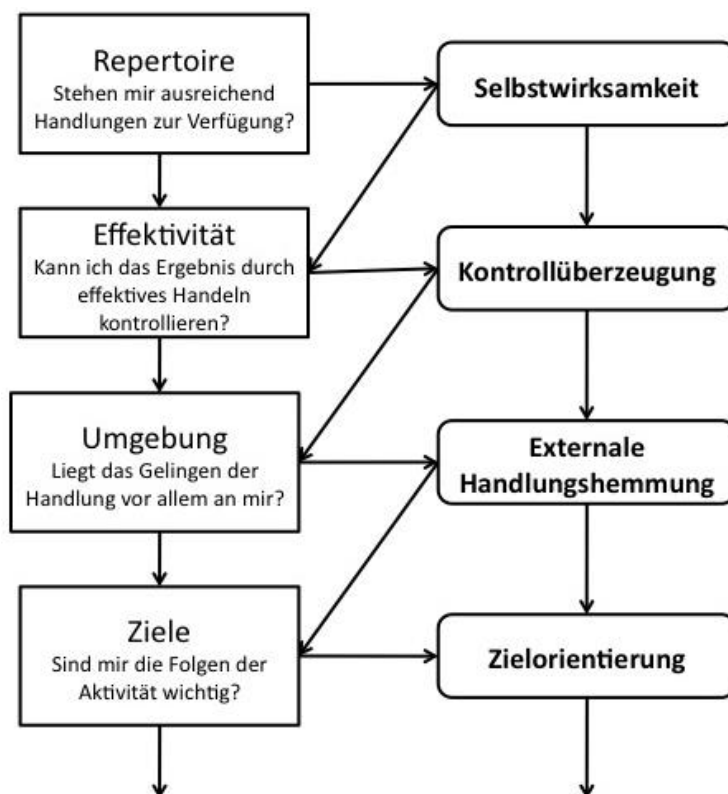 Repertoire
Stehen mir ausreichend
Handlungen zur Verfügung?
Selbstwirksamkeit
Effektivität
Kann ich das Ergebnis durch
effektives Handeln
kontrollieren?
Kontrollüberzeugung
Umgebung
Liegt das Gelingen der
Handlung vor allem an mir?
Externale
Handlungshemmung
Ziele
Sind mir die Folgen der
Aktivität wichtig?
Zielorientierung